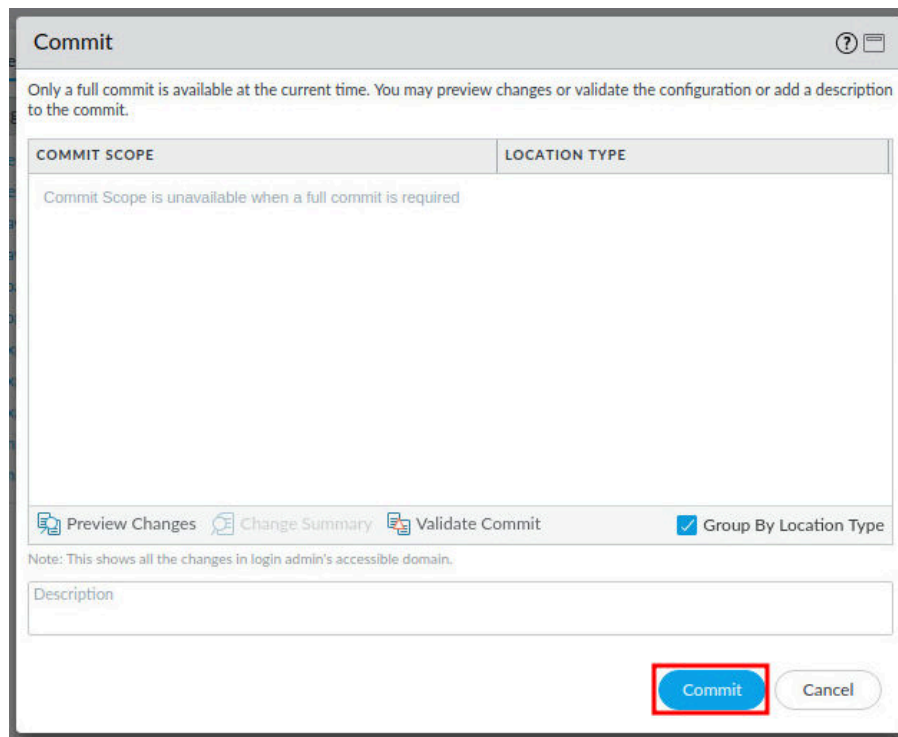 Commit
Only a full commit is available at the current time. You may preview changes or validate the configuration or add a description
to the commit.
COMMIT SCOPE LOCATION TYPE
Commit Scope is unavailable when a full commit is required
Preview Changes Change Summary Validate Commit Group By Location Type
Note: This shows all the changes in login admin's accessible domain.
Description
Commit Cancel